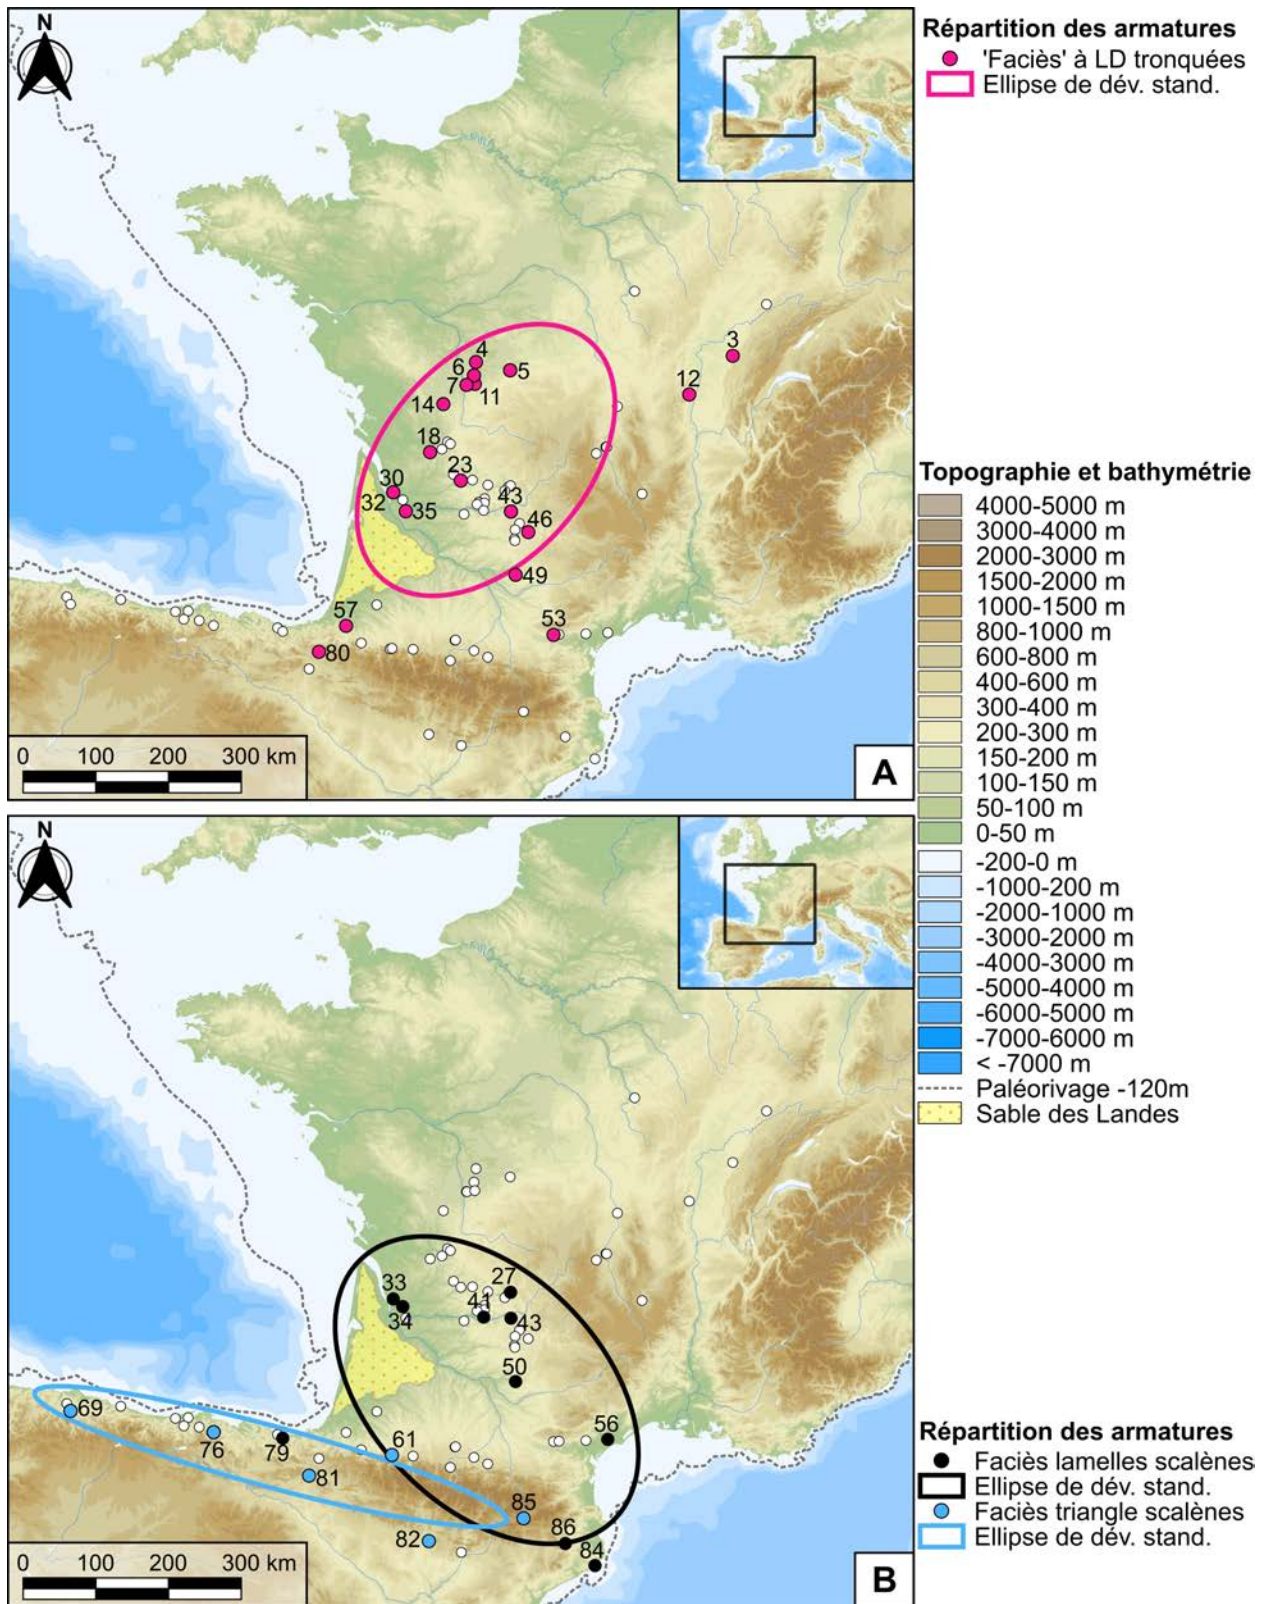 N
4
6
5
7
11
14
3
12
18
23
30
32
35
43
46
49
57
53
80
0 100 200 300 km
A
Répartition des armatures
'Faciès' à LD tronquées
Ellipse de dév. stand.
Topographie et bathymétrie
4000-5000 m
3000-4000 m
2000-3000 m
1500-2000 m
1000-1500 m
800-1000 m
600-800 m
400-600 m
300-400 m
200-300 m
150-200 m
100-150 m
50-100 m
0-50 m
-200-0 m
-1000-200 m
-2000-1000 m
-3000-2000 m
-4000-3000 m
-5000-4000 m
-6000-5000 m
-7000-6000 m
< -7000 m
Paléorivage -120m
Sable des Landes
N
33
34
27
41
43
50
69
76
79
61
56
81
85
82
86
84
0 100 200 300 km
B
Répartition des armatures
Faciès lamelles scalènes
Ellipse de dév. stand.
Faciès triangle scalènes
Ellipse de dév. stand.